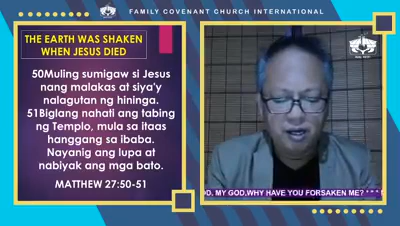 FAMILY COVENANT CHURCH INTERNATIONAL
THE EARTH WAS SHAKEN
WHEN JESUS DIED
50Muling sumigaw si Jesus
nang malakas at siya'y
nalagutan ng hininga.
51Biglang nahati ang tabing
ng Templo, mula sa itaas
hanggang sa ibaba.
Nayanig ang lupa at
nabiyak ang mga bato.
MATTHEW 27:50-51
OD, MY GOD,WHY HAVE YOU FORSAKEN ME? * * *